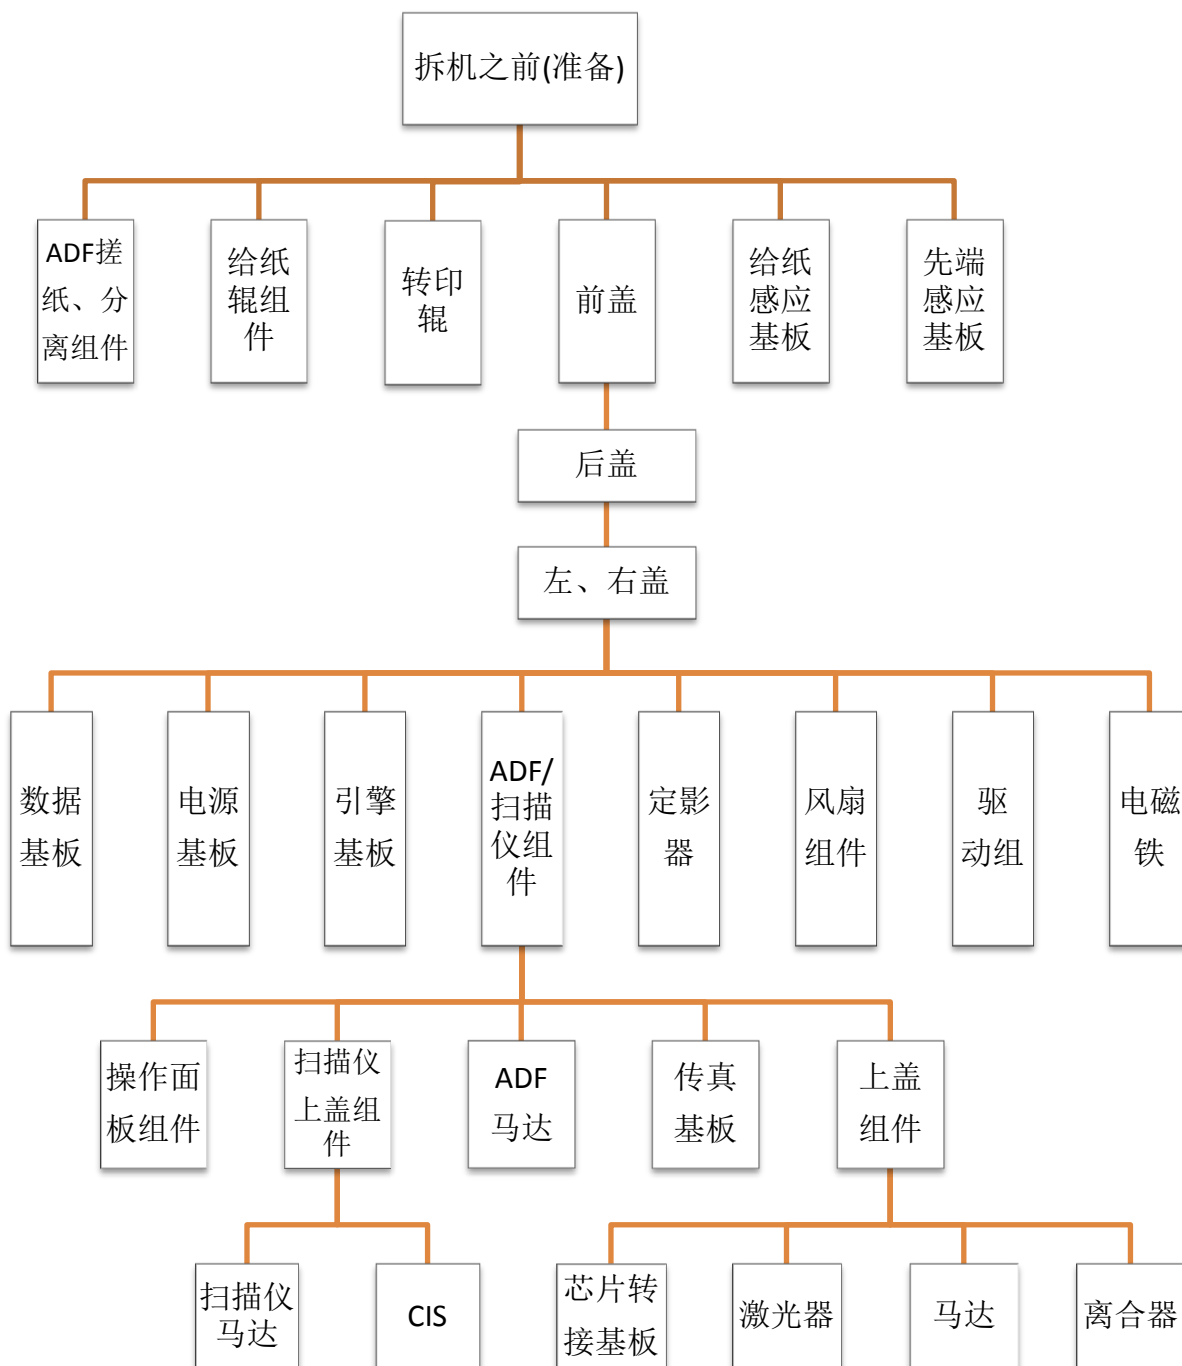 拆机之前(准备)
ADF搓
纸、分
离组件
给纸
辊组
件
转印
辊
前盖
给纸
感应
基板
先端
感应
基板
后盖
左、右盖
数据
基板
电源
基板
引擎
基板
ADF/
扫描
仪组
件
定影
器
风扇
组件
驱
动组
电磁
铁
操作面
板组件
扫描仪
上盖组
件
ADF
马达
传真
基板
上盖
组件
扫描仪
马达
CIS
芯片转
接基板
激光器
马达
离合器